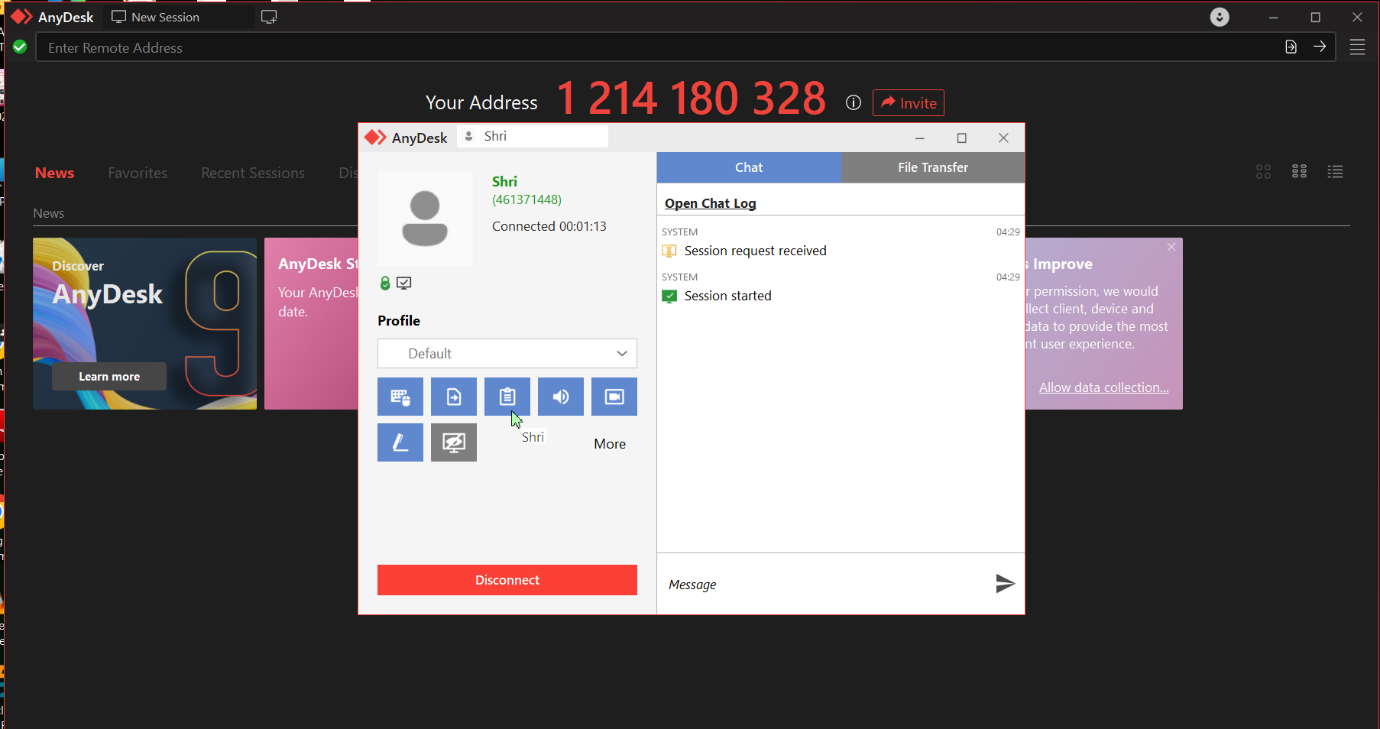 AnyDesk
New Session
Enter Remote Address
Your Address 1 214 180 328 Invite
News Favorites Recent Sessions
News
Discover
AnyDesk
9
Learn more
AnyDesk
Your AnyDesk
date.
Improve
permission, we would
client, device and
data to provide the most
user experience.
Allow data collection...
AnyDesk Shri
Shri
(461371448)
Connected 00:01:13
Profile
Default
Shri
More
Disconnect
Chat File Transfer
Open Chat Log
SYSTEM 04:29
Session request received
SYSTEM 04:29
Session started
Message